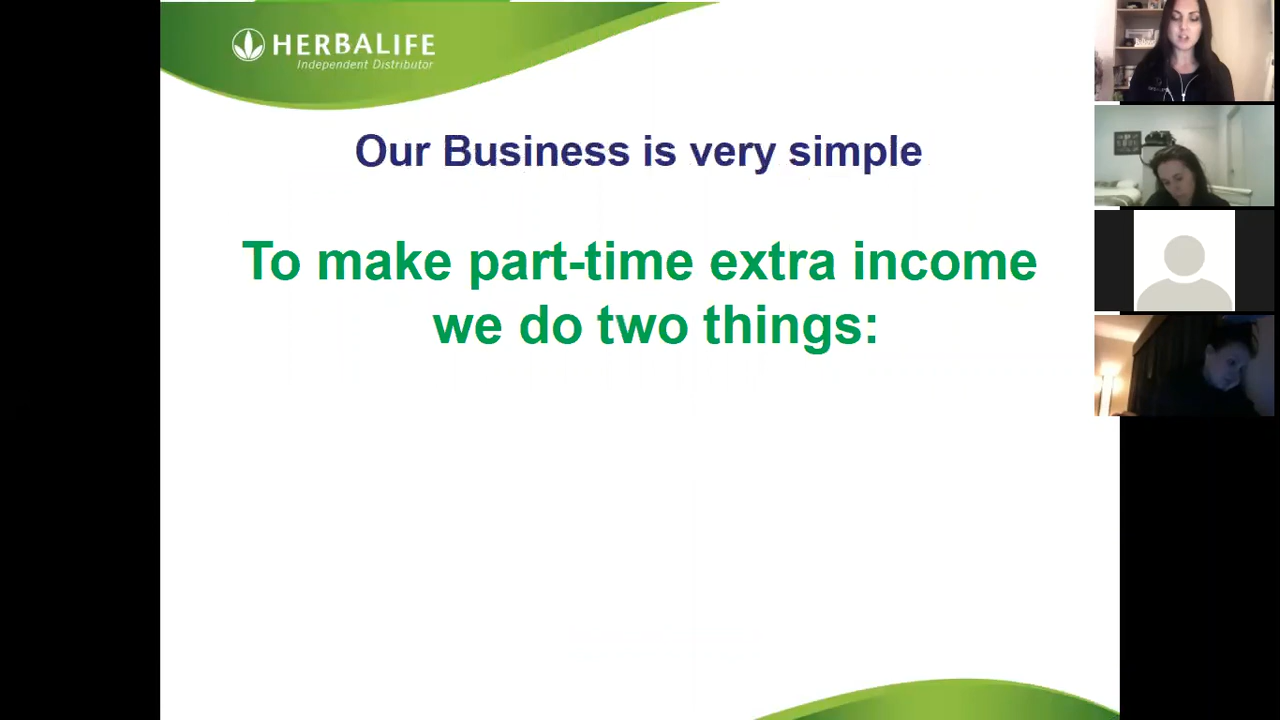 HERBALIFE
Independent Distributor
Our Business is very simple
To make part-time extra income
we do two things: